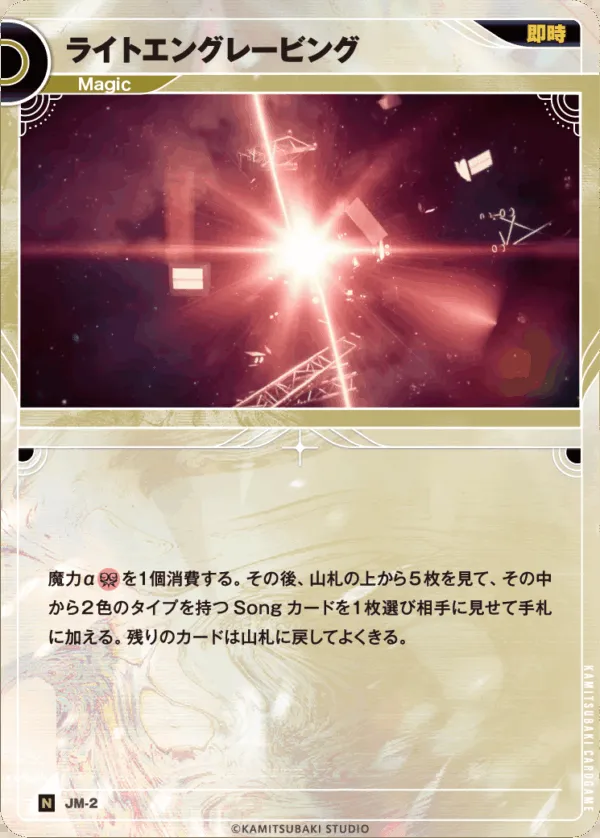 ライトエングレービング
即時
Magic
魔力α を1個消費する。その後、山札の上から5枚を見て、その中
から2色のタイプを持つ Song カードを1枚選び相手に見せて手札
に加える。残りのカードは山札に戻してよくきる。
KAMITSUBAKI CARDGAME
N JM-2
©KAMITSUBAKI STUDIO